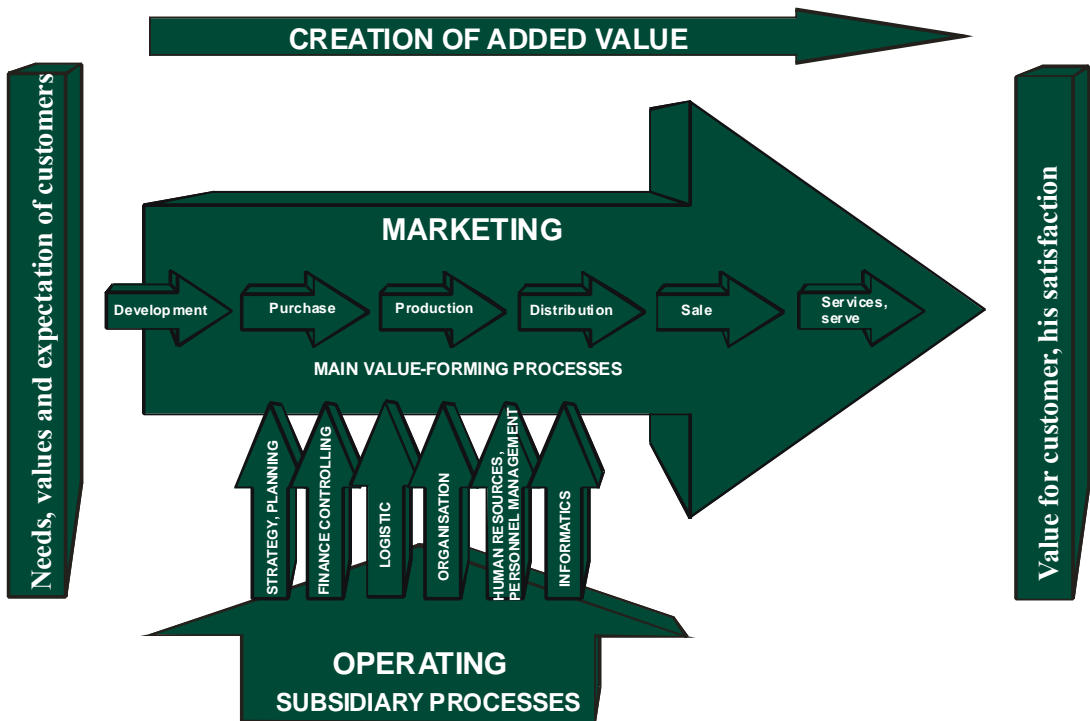 CREATION OF ADDED VALUE
Needs, values and expectation of customers
MARKETING
Development
Purchase
Production
Distribution
Sale
Services,
serve
MAIN VALUE-FORMING PROCESSES
STRATEGY, PLANNING
FINANCE CONTROLLING
LOGISTIC
ORGANISATION
HUMAN RESOURCES,
PERSONNEL MANAGEMENT
INFORMATICS
OPERATING
SUBSIDIARY PROCESSES
Value for customer, his satisfaction